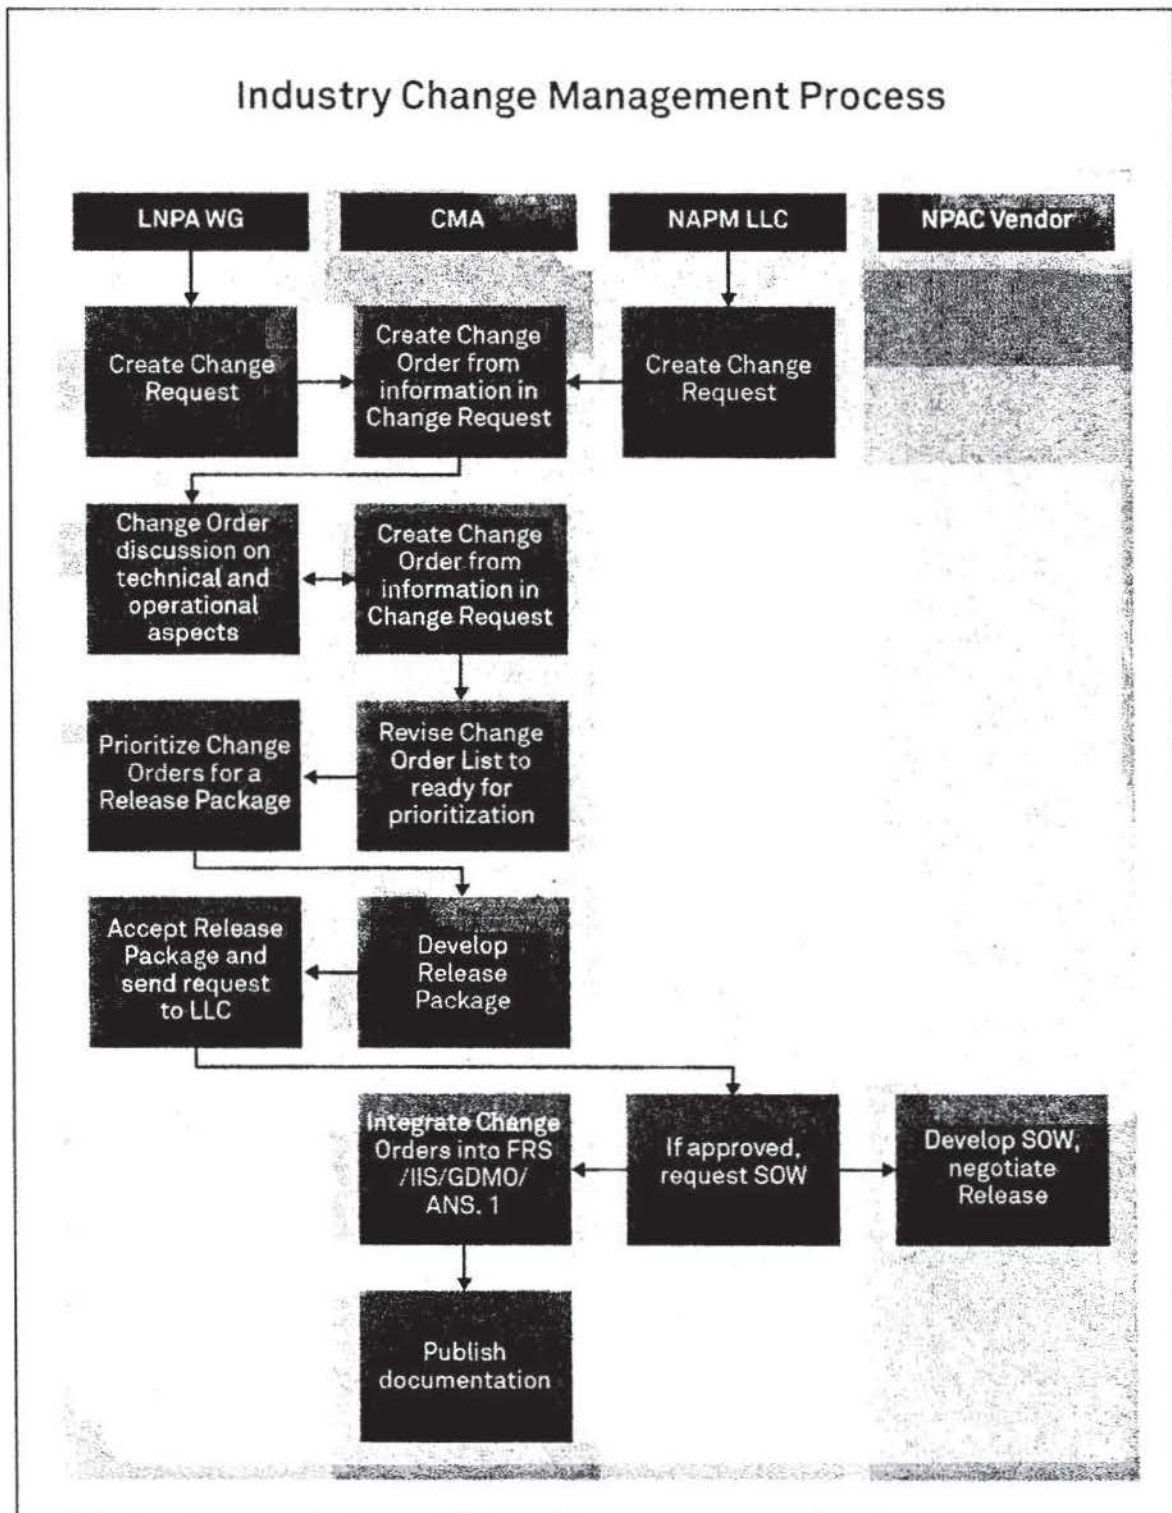 Industry Change Management Process
LNPA WG
CMA
NAPM LLC
NPAC Vendor
Create Change
Request
Create Change
Order from
information in
Change Request
Create Change
Request
Change Order
discussion on
technical and
operational
aspects
Create Change
Order from
information in
Change Request
Prioritize Change
Orders for a
Release Package
Revise Change
Order List to
ready for
prioritization
Accept Release
Package and
send request
to LLC
Develop
Release
Package
Integrate Change
Orders into FRS
/IIS/GDMO/
ANS. 1
If approved,
request SOW
Develop SOW,
negotiate
Release
Publish
documentation